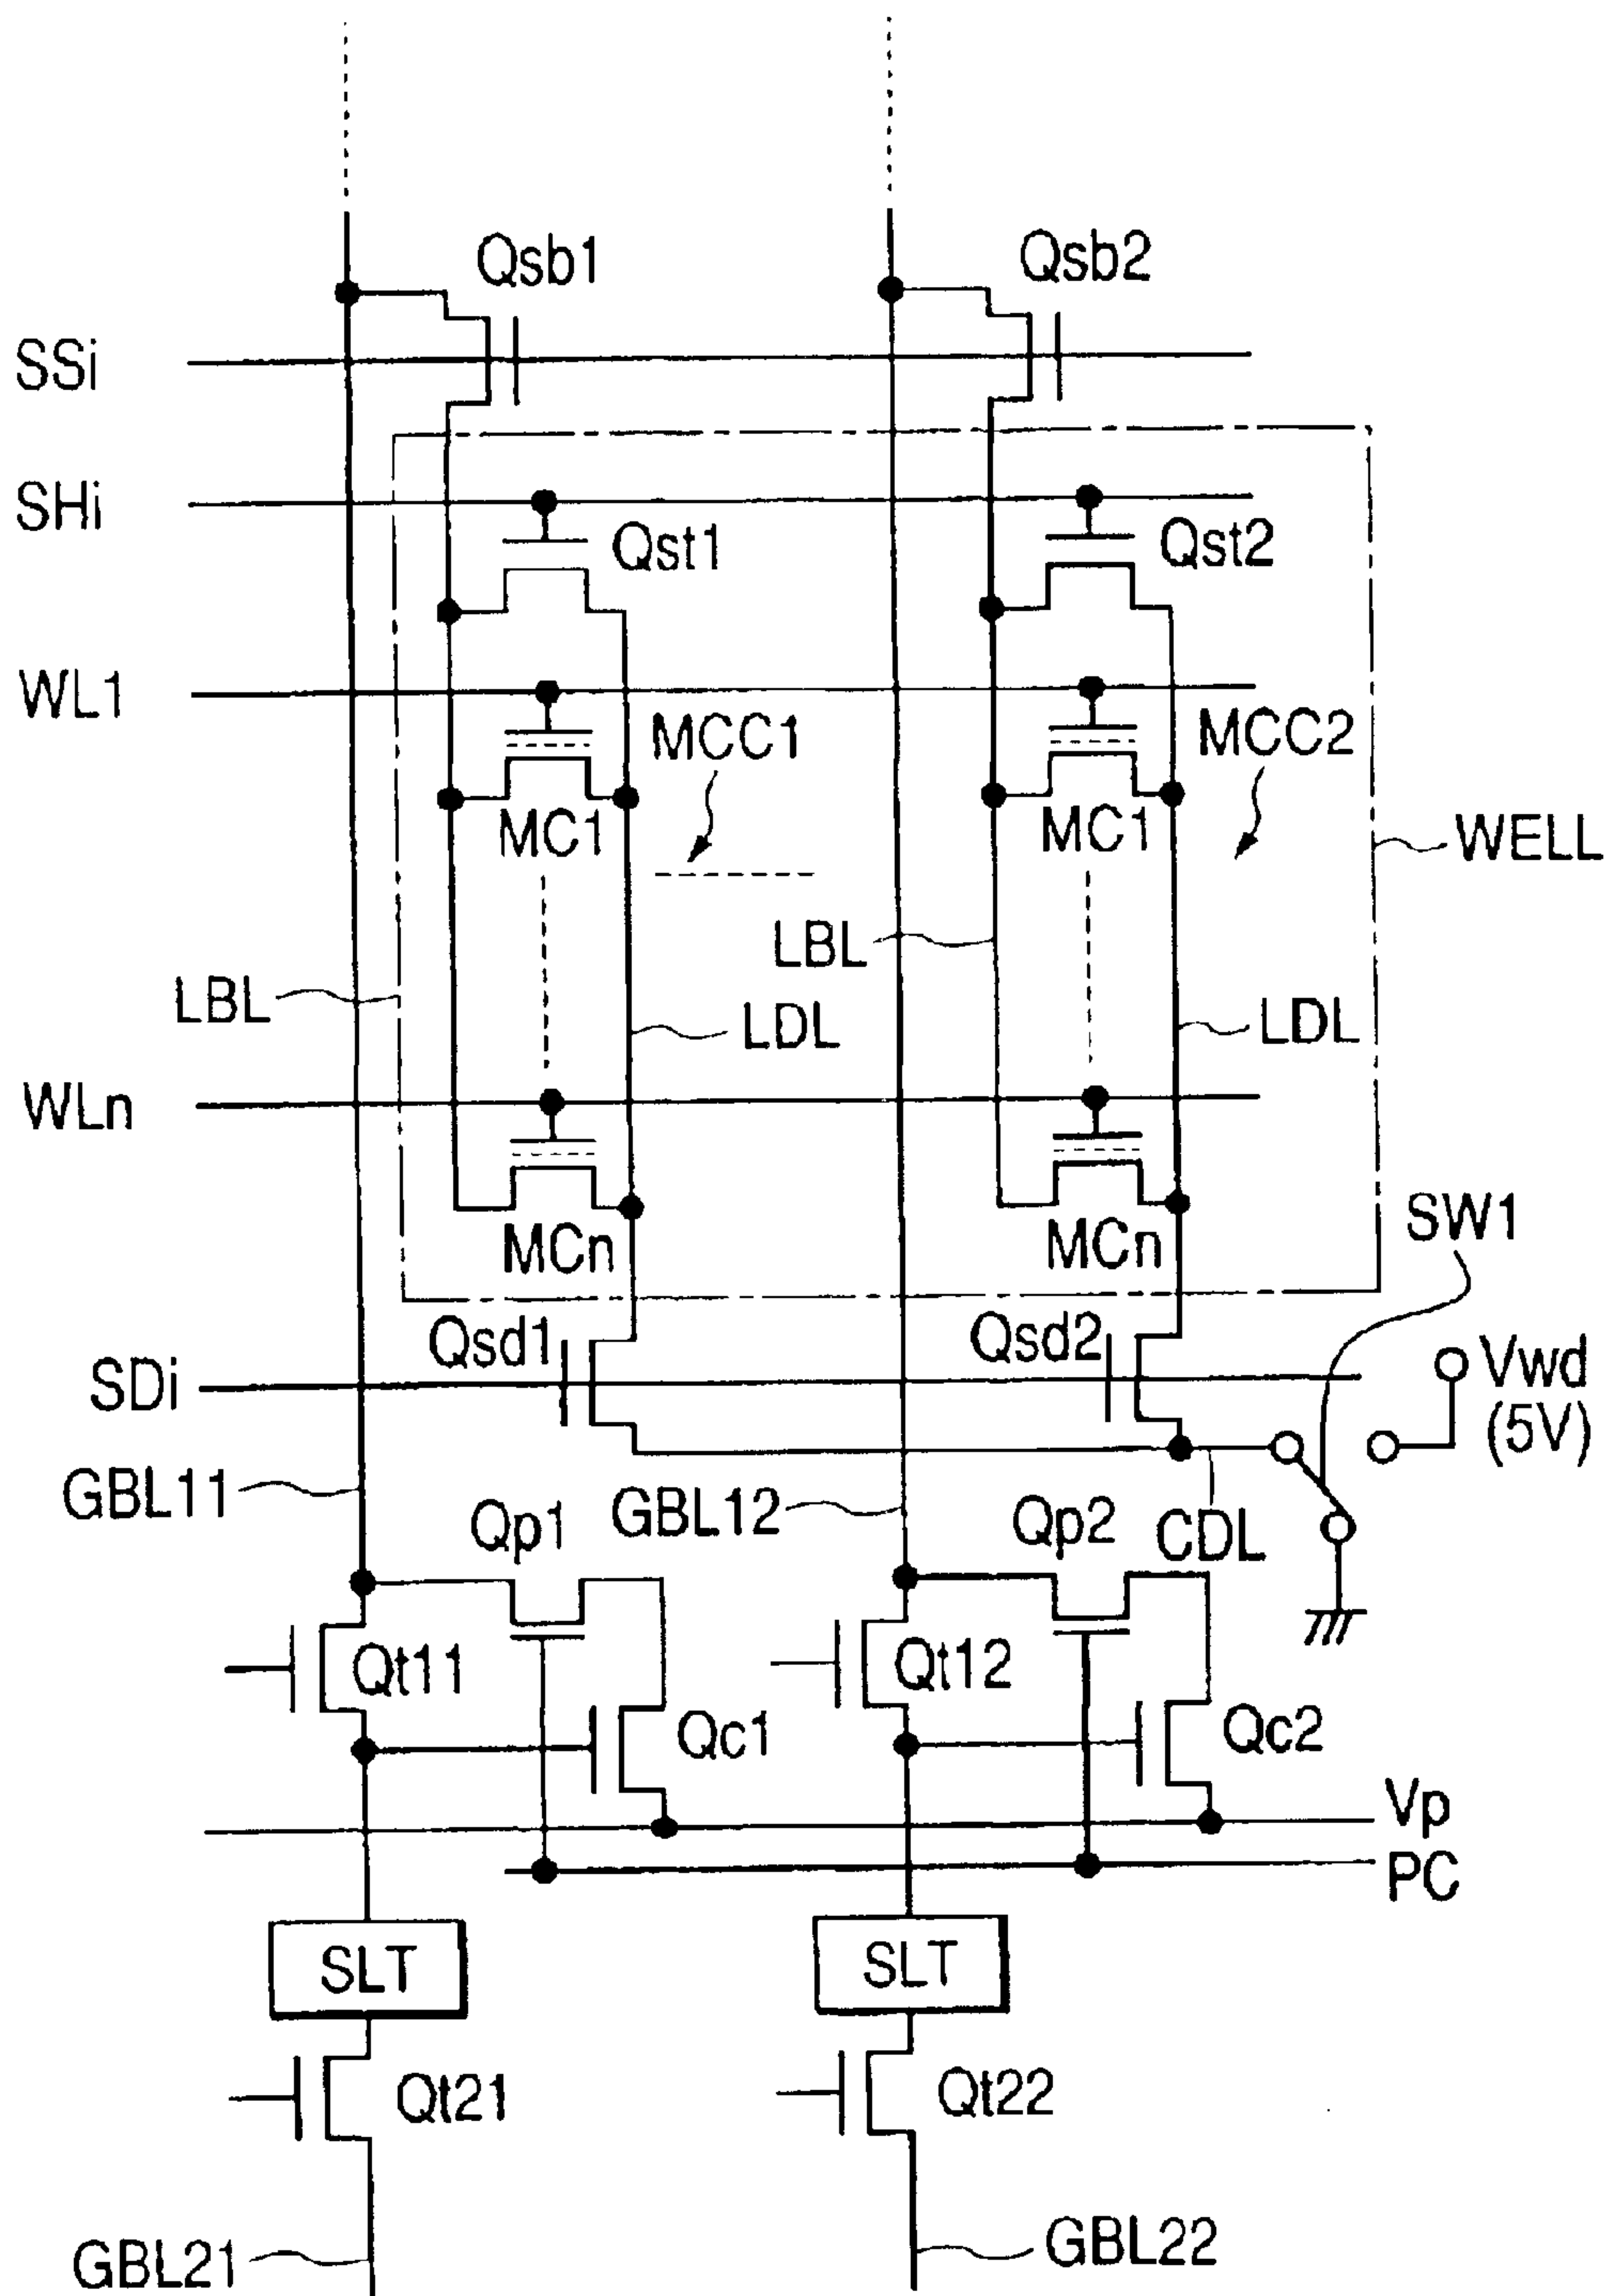 Qsb1 Qsb2
SSi
SHi
Qst1 Qst2
WL1
MCC1 MCC2
MC1 MC1
WELL
LBL
LBL
LDL LDL
WLn
MCn MCn
SW1
Qsd1 Qsd2
Vwd
(5V)
SDi
GBL11 GBL12
Qp1 Qp2
CDL
Qt11 Qt12
Qc1 Qc2
Vp
PC
SLT SLT
Qt21 Qt22
GBL21 GBL22